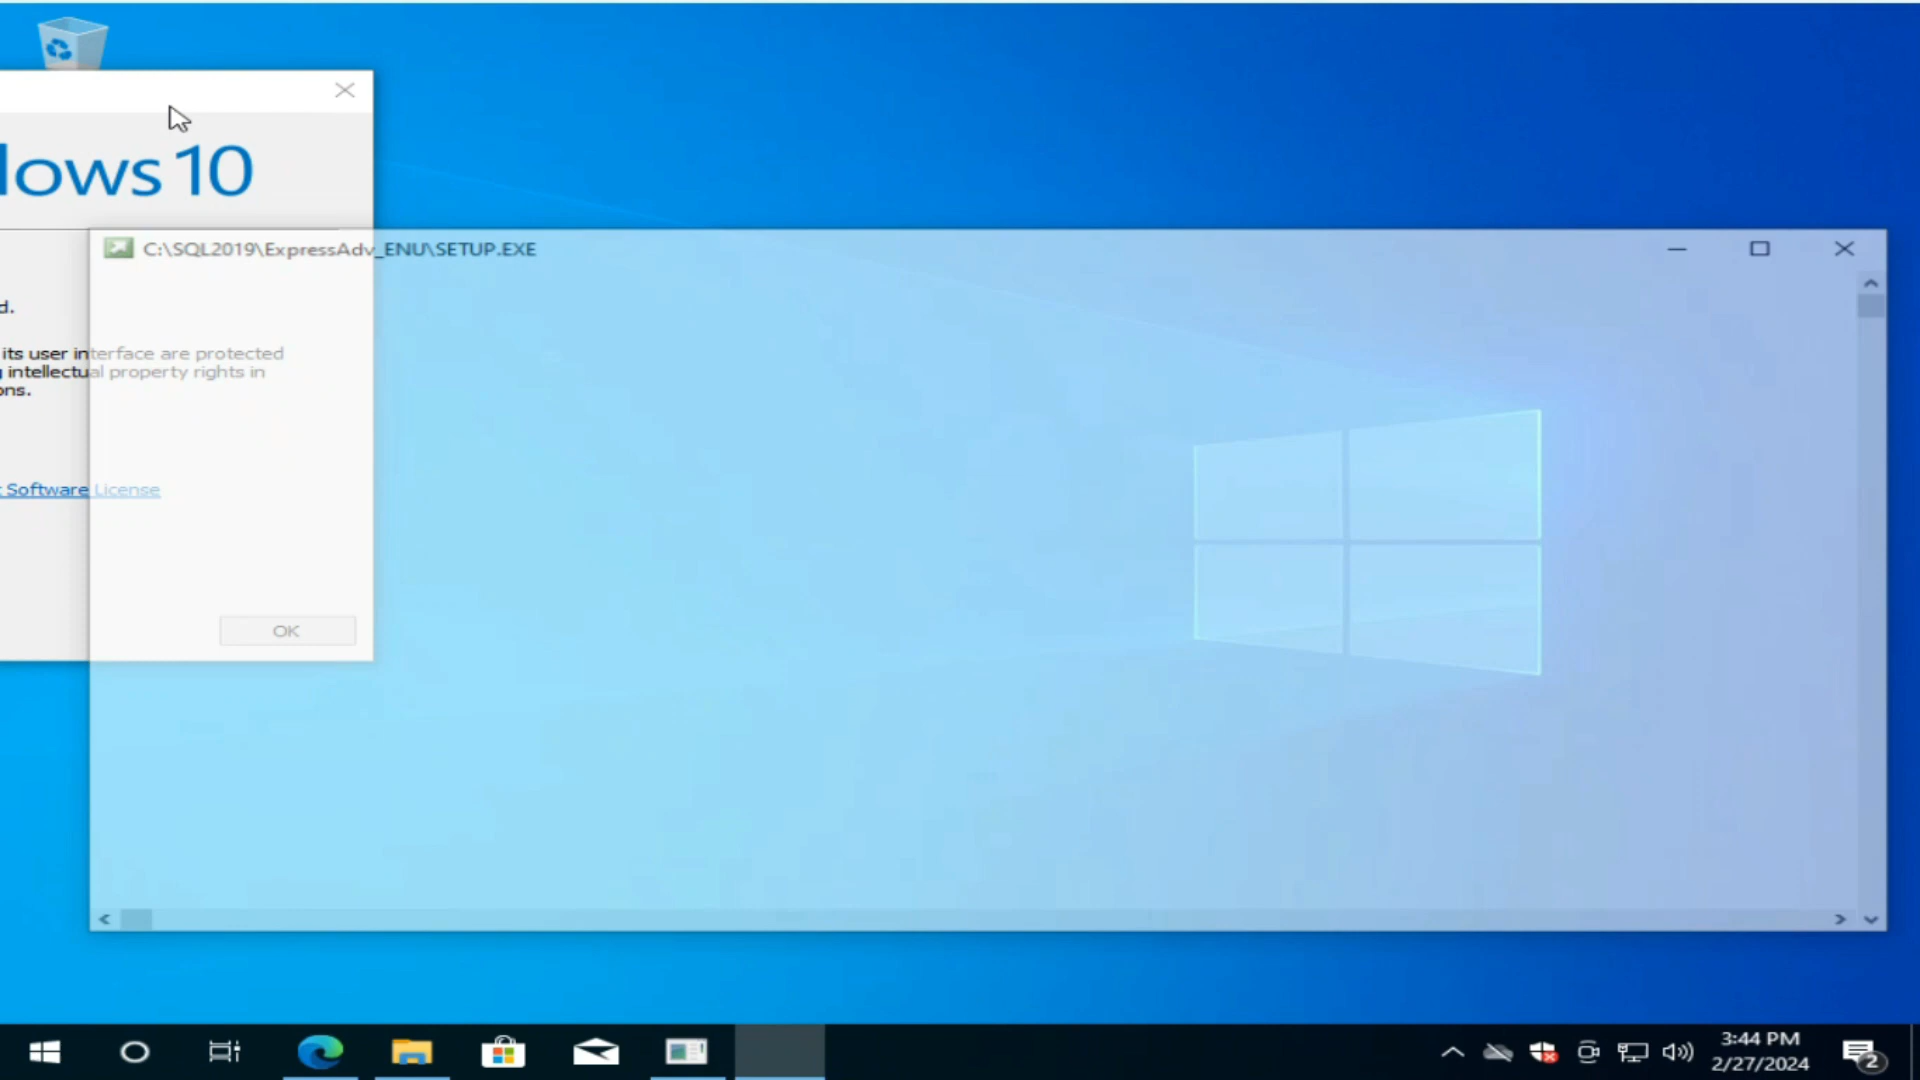 lows 10
C:\SQL2019\ExpressAdv_ENU\SETUP.EXE
d.
its user interface are protected
intellectual property rights in
ons.
Software License
OK
3:44 PM
2/27/2024
2